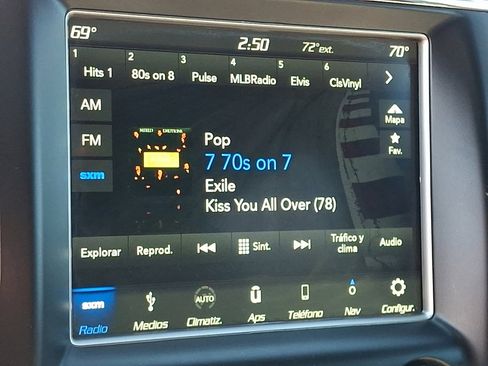 69° 2:50 72°ext. 70°
1 2 3 4 5 6
Hits 1 80s on 8 Pulse MLBRadio Elvis ClsVinyl
AM
FM
sxm
MIXED EMOTIONS
Pop
7 70s on 7
Exile
Kiss You All Over (78)
Mapa
Fav.
Explorar Reprod. Sint. Tráfico y clima Audio
sxm AUTO
Radio Medios Climatiz. Aps Teléfono Nav Configur.